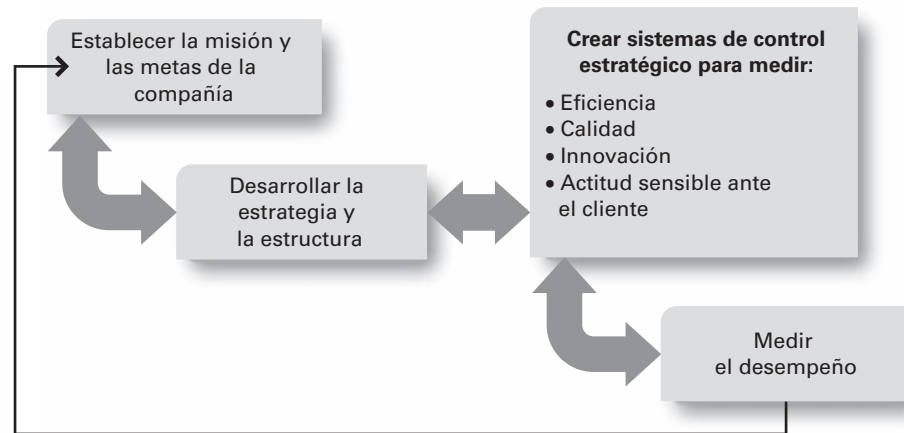 Establecer la misión y
las metas de la
compañía
Desarrollar la
estrategia y
la estructura
Crear sistemas de control
estratégico para medir:
• Eficiencia
• Calidad
• Innovación
• Actitud sensible ante
el cliente
Medir
el desempeño